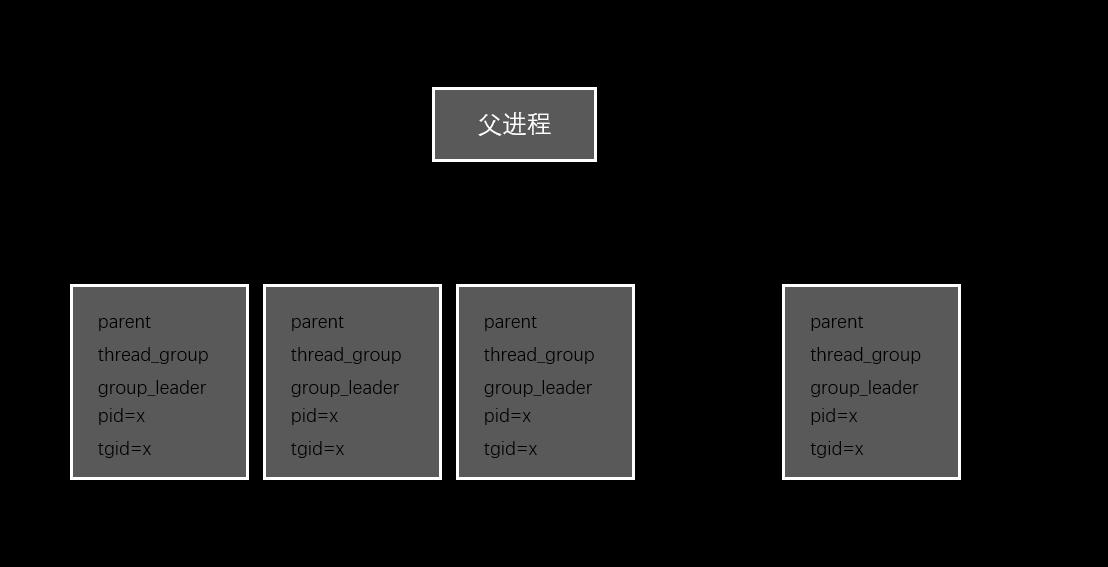 父进程
parent
thread_group
group_leader
pid=x
tgid=x
parent
thread_group
group_leader
pid=x
tgid=x
parent
thread_group
group_leader
pid=x
tgid=x
parent
thread_group
group_leader
pid=x
tgid=x